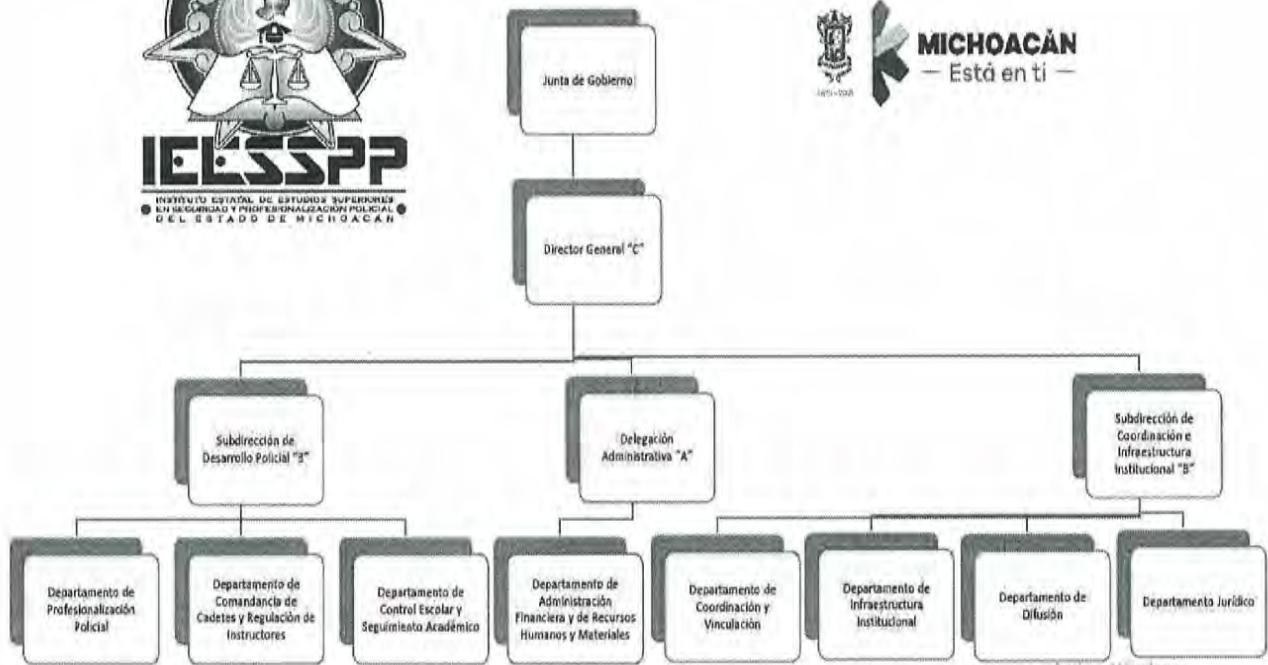 IEESSPP
INSTITUTO ESTATAL DE ESTUDIOS SUPERIORES
EN SEGURIDAD Y PROFESIONALIZACIÓN POLICIAL
DEL ESTADO DE MICHOACÁN
MICHOACÁN
— Está en ti —
Junta de Gobierno
Director General "C"
Subdirección de
Desarrollo Policial "B"
Delegación
Administrativa "A"
Subdirección de
Coordinación e
Infraestructura
Institucional "B"
Departamento de
Profesionalización
Policial
Departamento de
Comandancia de
Cadetes y Regulación de
Instructores
Departamento de
Control Escolar y
Seguimiento Académico
Departamento de
Administración
Financiera y de Recursos
Humanos y Materiales
Departamento de
Coordinación y
Vinculación
Departamento de
Infraestructura
Institucional
Departamento de
Difusión
Departamento Jurídico